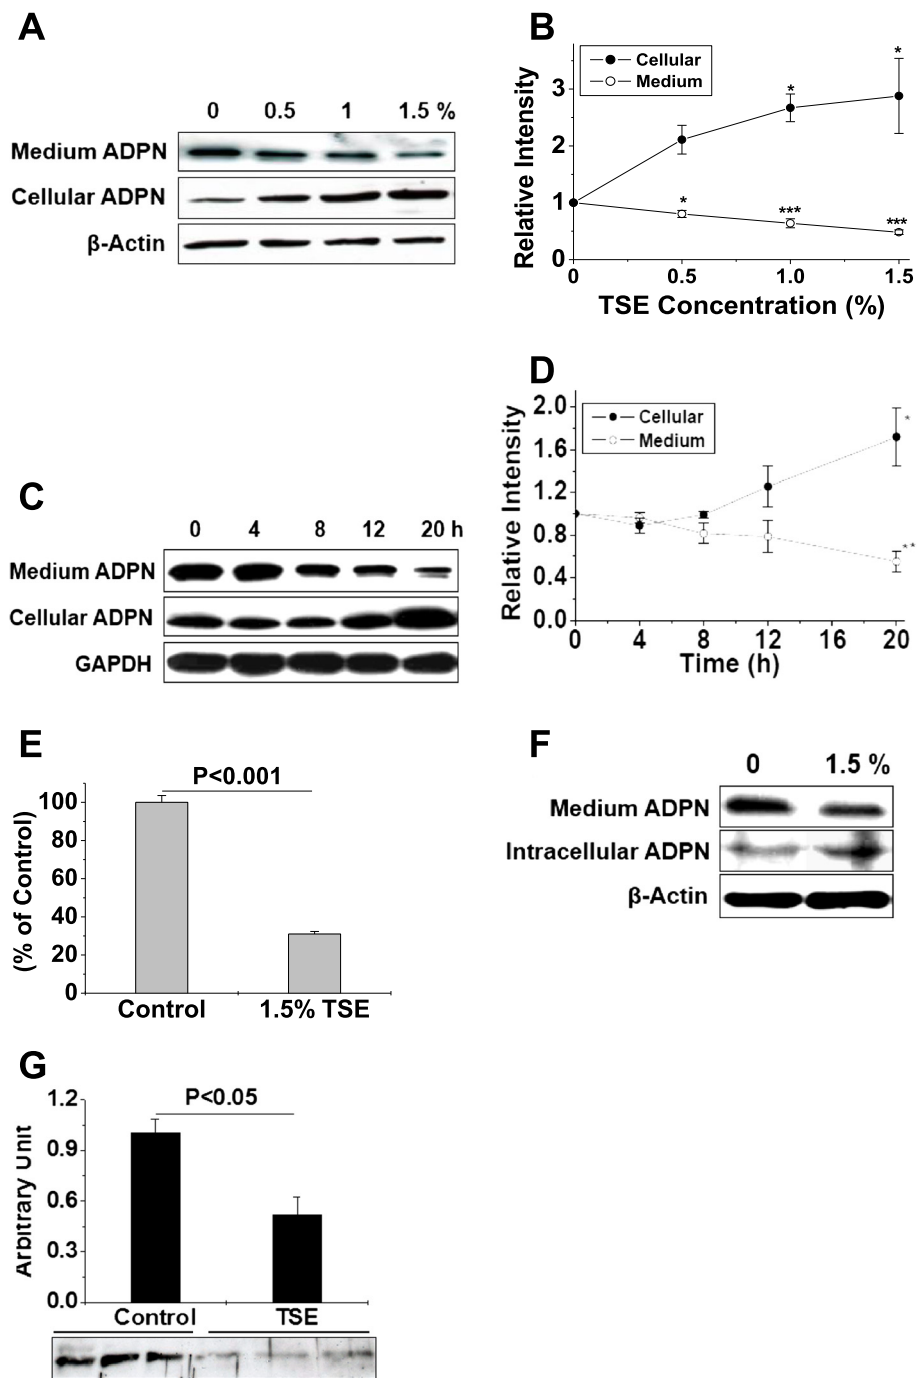 A
0 0.5 1 1.5 %
Medium ADPN
Cellular ADPN
β-Actin
B
Cellular
Medium
Relative Intensity
3
2
1
0
*
*
*
***
***
0 0.5 1.0 1.5
TSE Concentration (%)
C
0 4 8 12 20 h
Medium ADPN
Cellular ADPN
GAPDH
D
Cellular
Medium
Relative Intensity
2.0
1.6
1.2
0.8
0.4
0.0
*
**
0 4 8 12 16 20
Time (h)
E
P<0.001
(% of Control)
100
80
60
40
20
0
Control 1.5% TSE
F
0 1.5 %
Medium ADPN
Intracellular ADPN
β-Actin
G
P<0.05
Arbitrary Unit
1.2
0.9
0.6
0.3
0.0
Control TSE